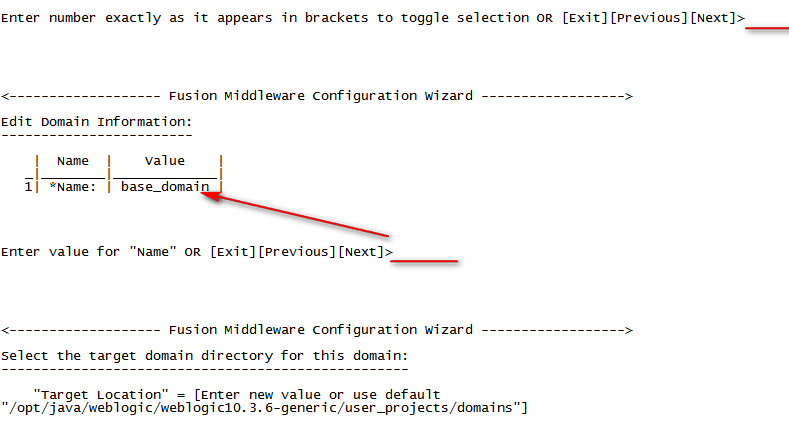 Enter number exactly as it appears in brackets to toggle selection OR [Exit][Previous][Next]>
<------------------- Fusion Middleware Configuration Wizard ------------------>
Edit Domain Information:
------------------------
| Name | Value |
_|________|_____________|
1| *Name: | base_domain |
Enter value for "Name" OR [Exit][Previous][Next]>
<------------------- Fusion Middleware Configuration Wizard ------------------>
Select the target domain directory for this domain:
---------------------------------------------------
"Target Location" = [Enter new value or use default
"/opt/java/weblogic/weblogic10.3.6-generic/user_projects/domains"]